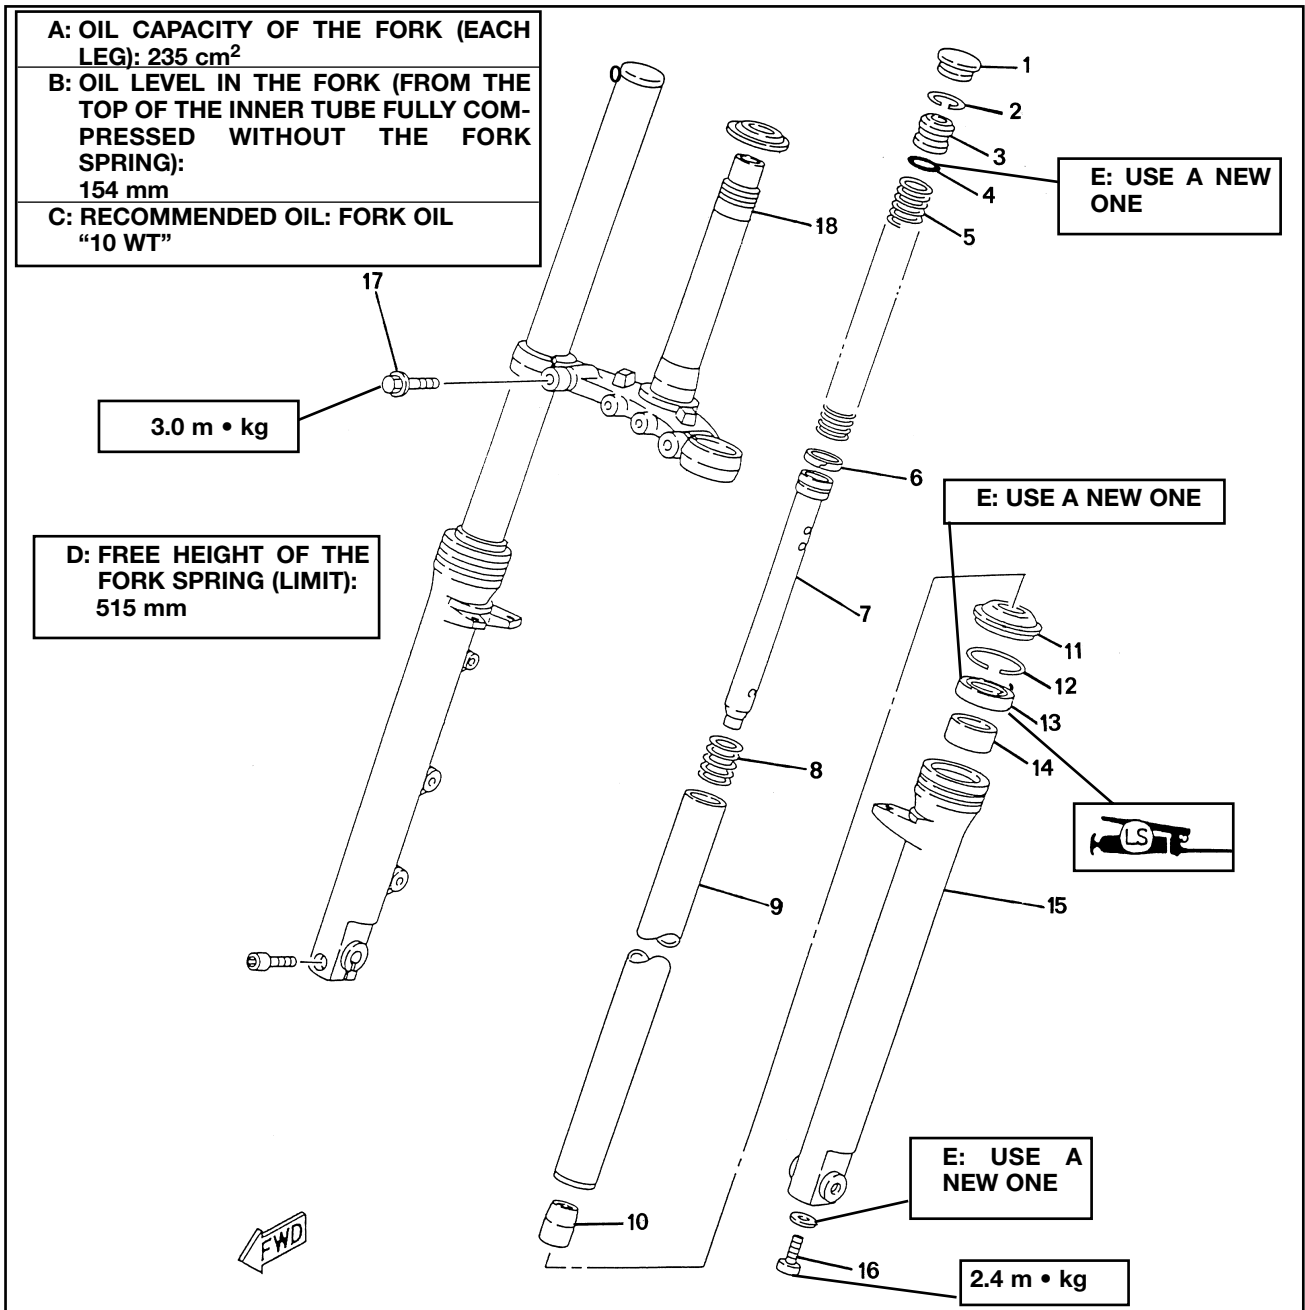 A: OIL CAPACITY OF THE FORK (EACH
LEG): 235 cm²
B: OIL LEVEL IN THE FORK (FROM THE
TOP OF THE INNER TUBE FULLY COM-
PRESSED WITHOUT THE FORK
SPRING):
154 mm
C: RECOMMENDED OIL: FORK OIL
“10 WT”
1
2
3
4
E: USE A NEW
ONE
5
18
17
3.0 m • kg
6
E: USE A NEW ONE
D: FREE HEIGHT OF THE
FORK SPRING (LIMIT):
515 mm
7
11
12
13
14
8
LS
9
15
E: USE A
NEW ONE
10
FWD
16
2.4 m • kg